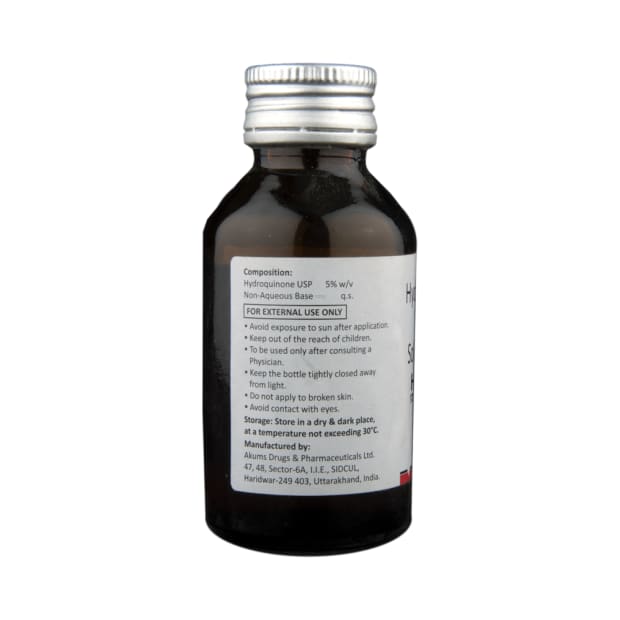 Composition:
Hydroquinone USP 5% w/v
Non-Aqueous Base q.s.
FOR EXTERNAL USE ONLY
• Avoid exposure to sun after application.
• Keep out of the reach of children.
• To be used only after consulting a
Physician.
• Keep the bottle tightly closed away
from light.
• Do not apply to broken skin.
• Avoid contact with eyes.
Storage: Store in a dry & dark place,
at a temperature not exceeding 30°C.
Manufactured by:
Akums Drugs & Pharmaceuticals Ltd.
47, 48, Sector-6A, I.I.E., SIDCUL,
Haridwar-249 403, Uttarakhand, India.